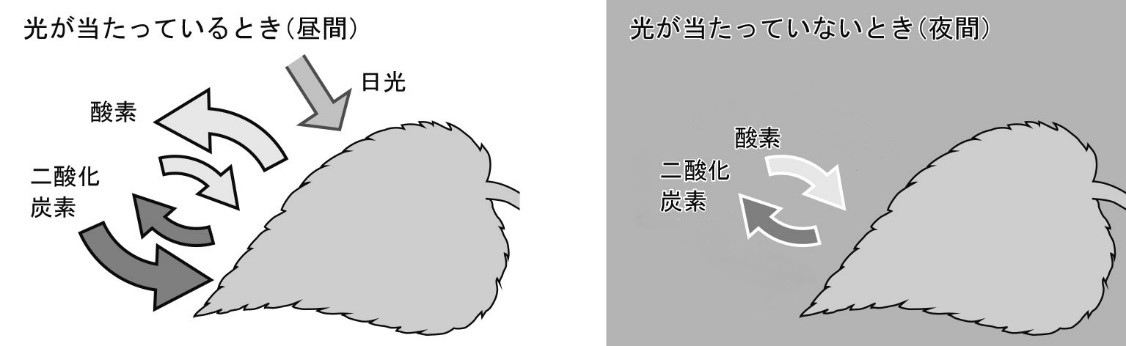 光が当たっているとき（昼間）
日光
酸素
二酸化
炭素
光が当たっていないとき（夜間）
酸素
二酸化
炭素